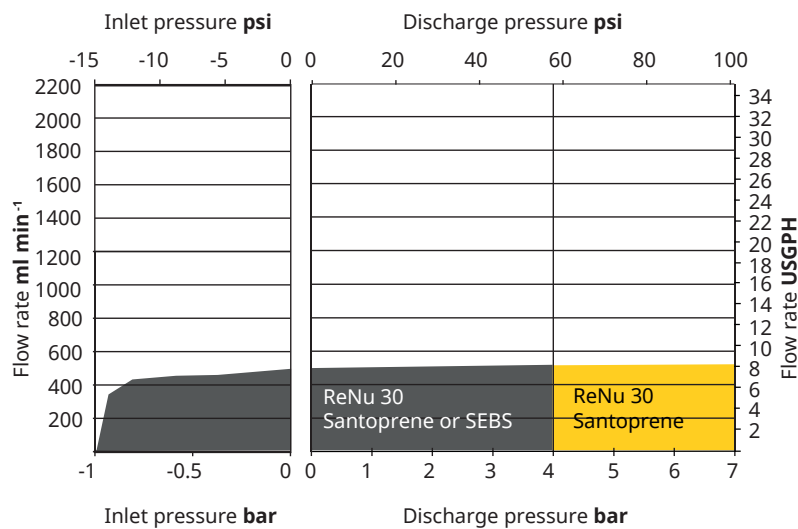 Inlet pressure psi
Discharge pressure psi
-15 -10 -5 0
0 20 40 60 80 100
Flow rate ml min⁻¹
2200
2000
1800
1600
1400
1200
1000
800
600
400
200
34
32
30
28
26
24
22
20
18
16
14
12
10
8
6
4
2
Flow rate USGPH
ReNu 30
Santoprene or SEBS
ReNu 30
Santoprene
-1 -0.5 0
0 1 2 3 4 5 6 7
Inlet pressure bar
Discharge pressure bar